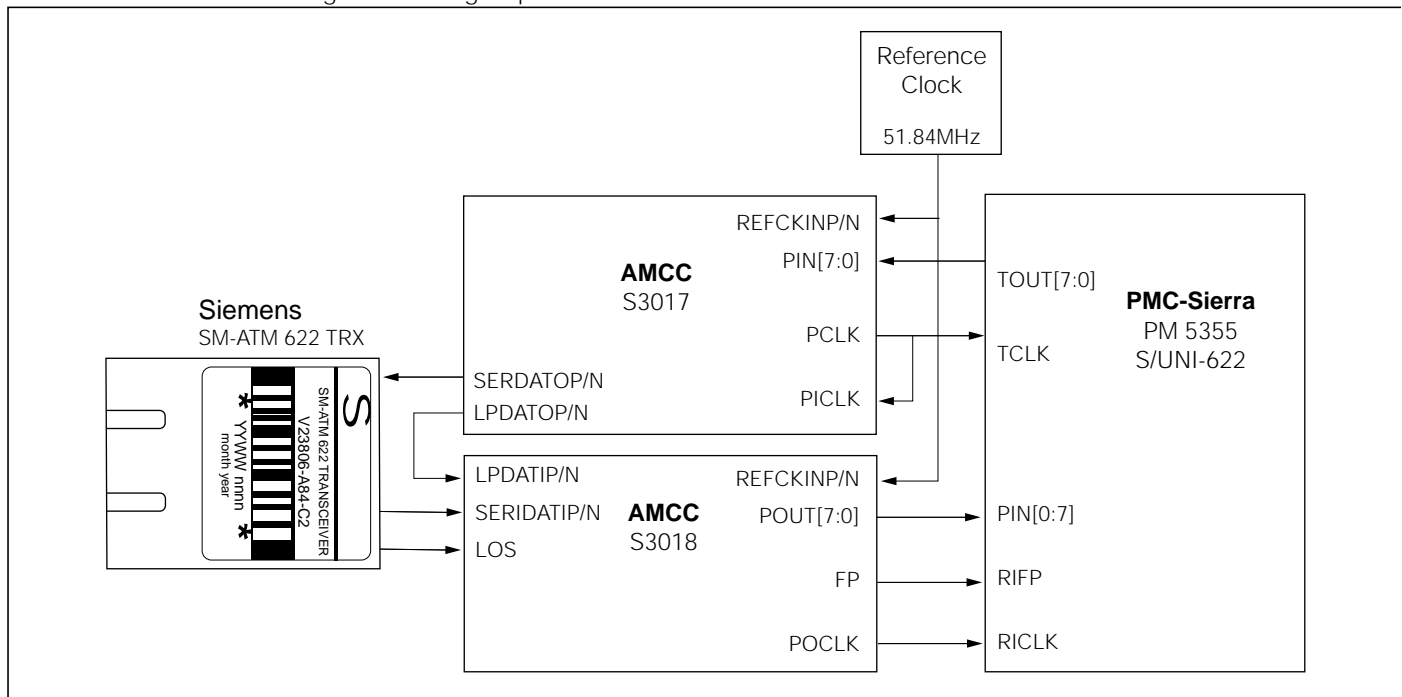 Reference
Clock
51.84MHz
REFCKINP/N
PIN[7:0]
AMCC
S3017
PCLK
PICLK
SERDATOP/N
LPDATOP/N
TOUT[7:0]
TCLK
PMC-Sierra
PM 5355
S/UNI-622
Siemens
SM-ATM 622 TRX
S
SM-ATM 622 TRANSCEIVER
V23806-A84-C2
* YYWW nnnn *
month year
LPDATIP/N
SERIDATIP/N
LOS
REFCKINP/N
AMCC
S3018
POUT[7:0]
FP
POCLK
PIN[0:7]
RIFP
RICLK